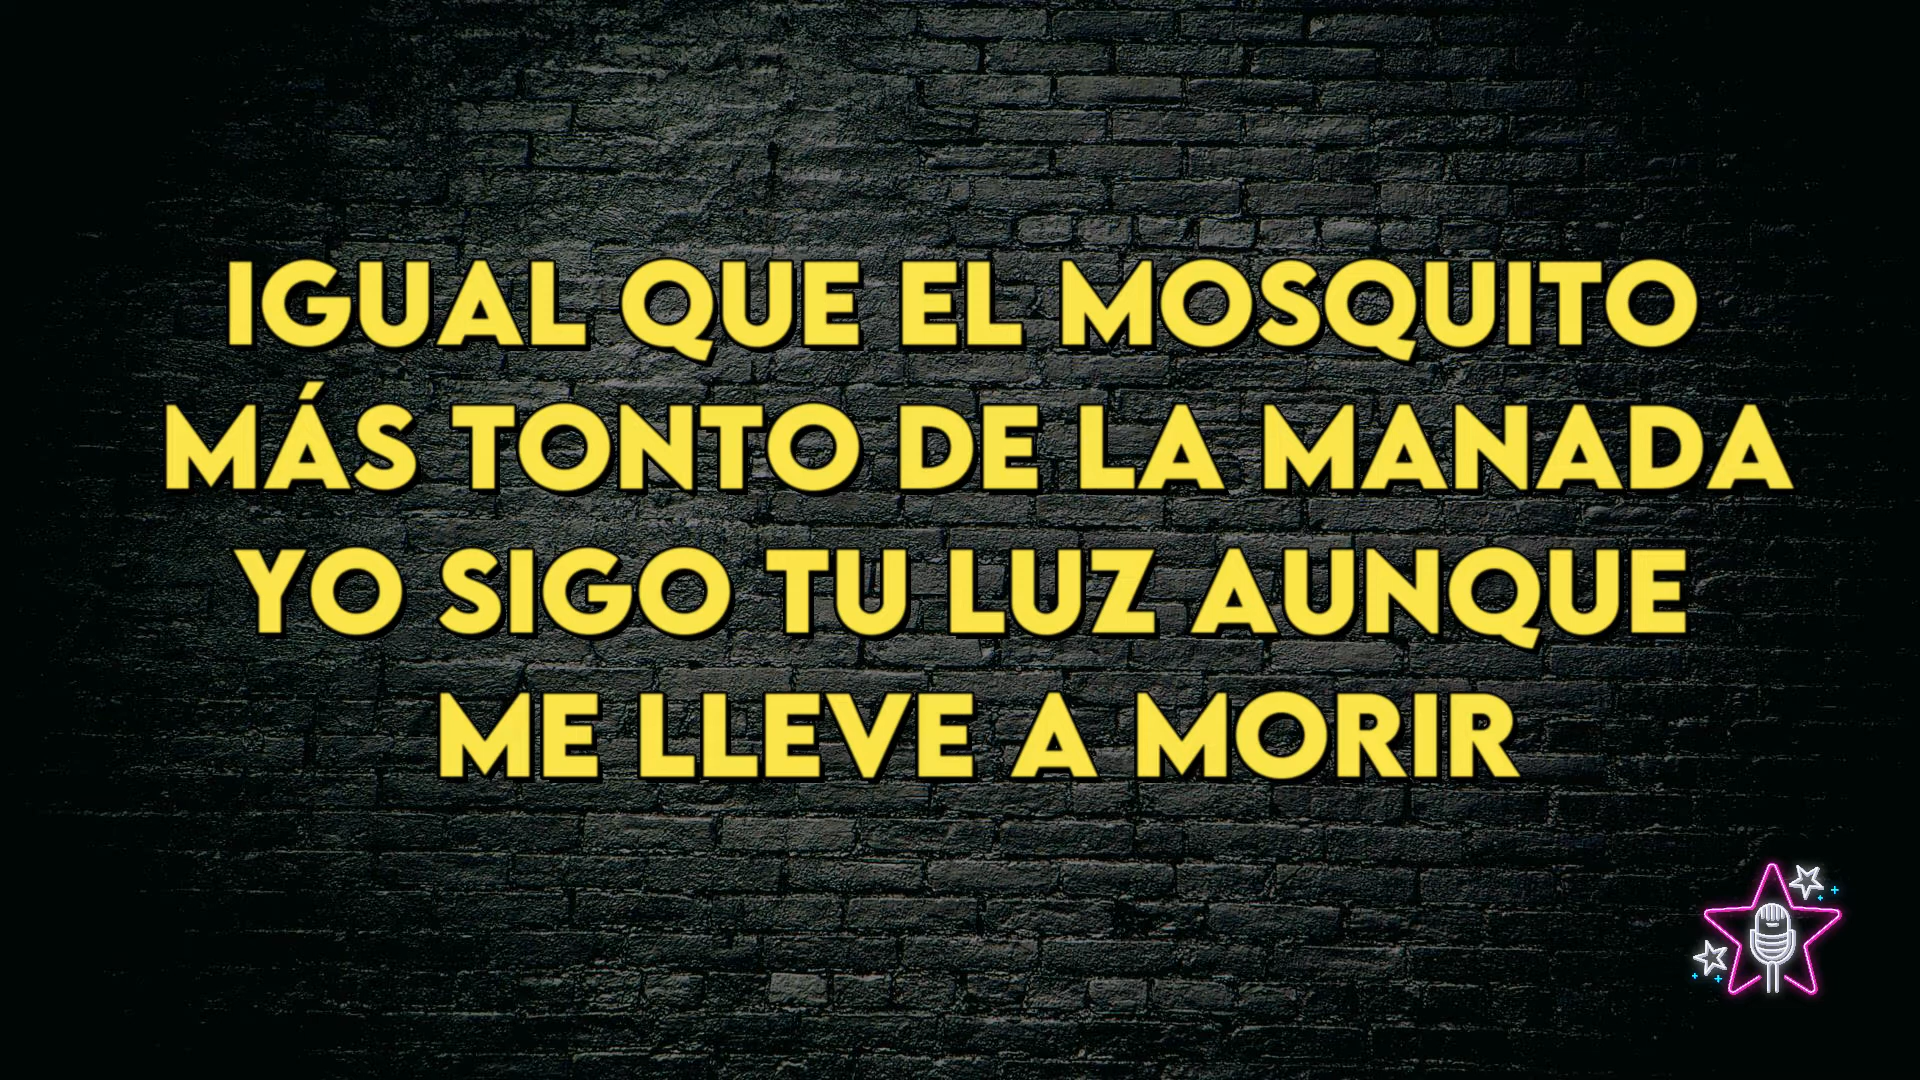 IGUAL QUE EL MOSQUITO
MÁS TONTO DE LA MANADA
YO SIGO TU LUZ AUNQUE
ME LLEVE A MORIR